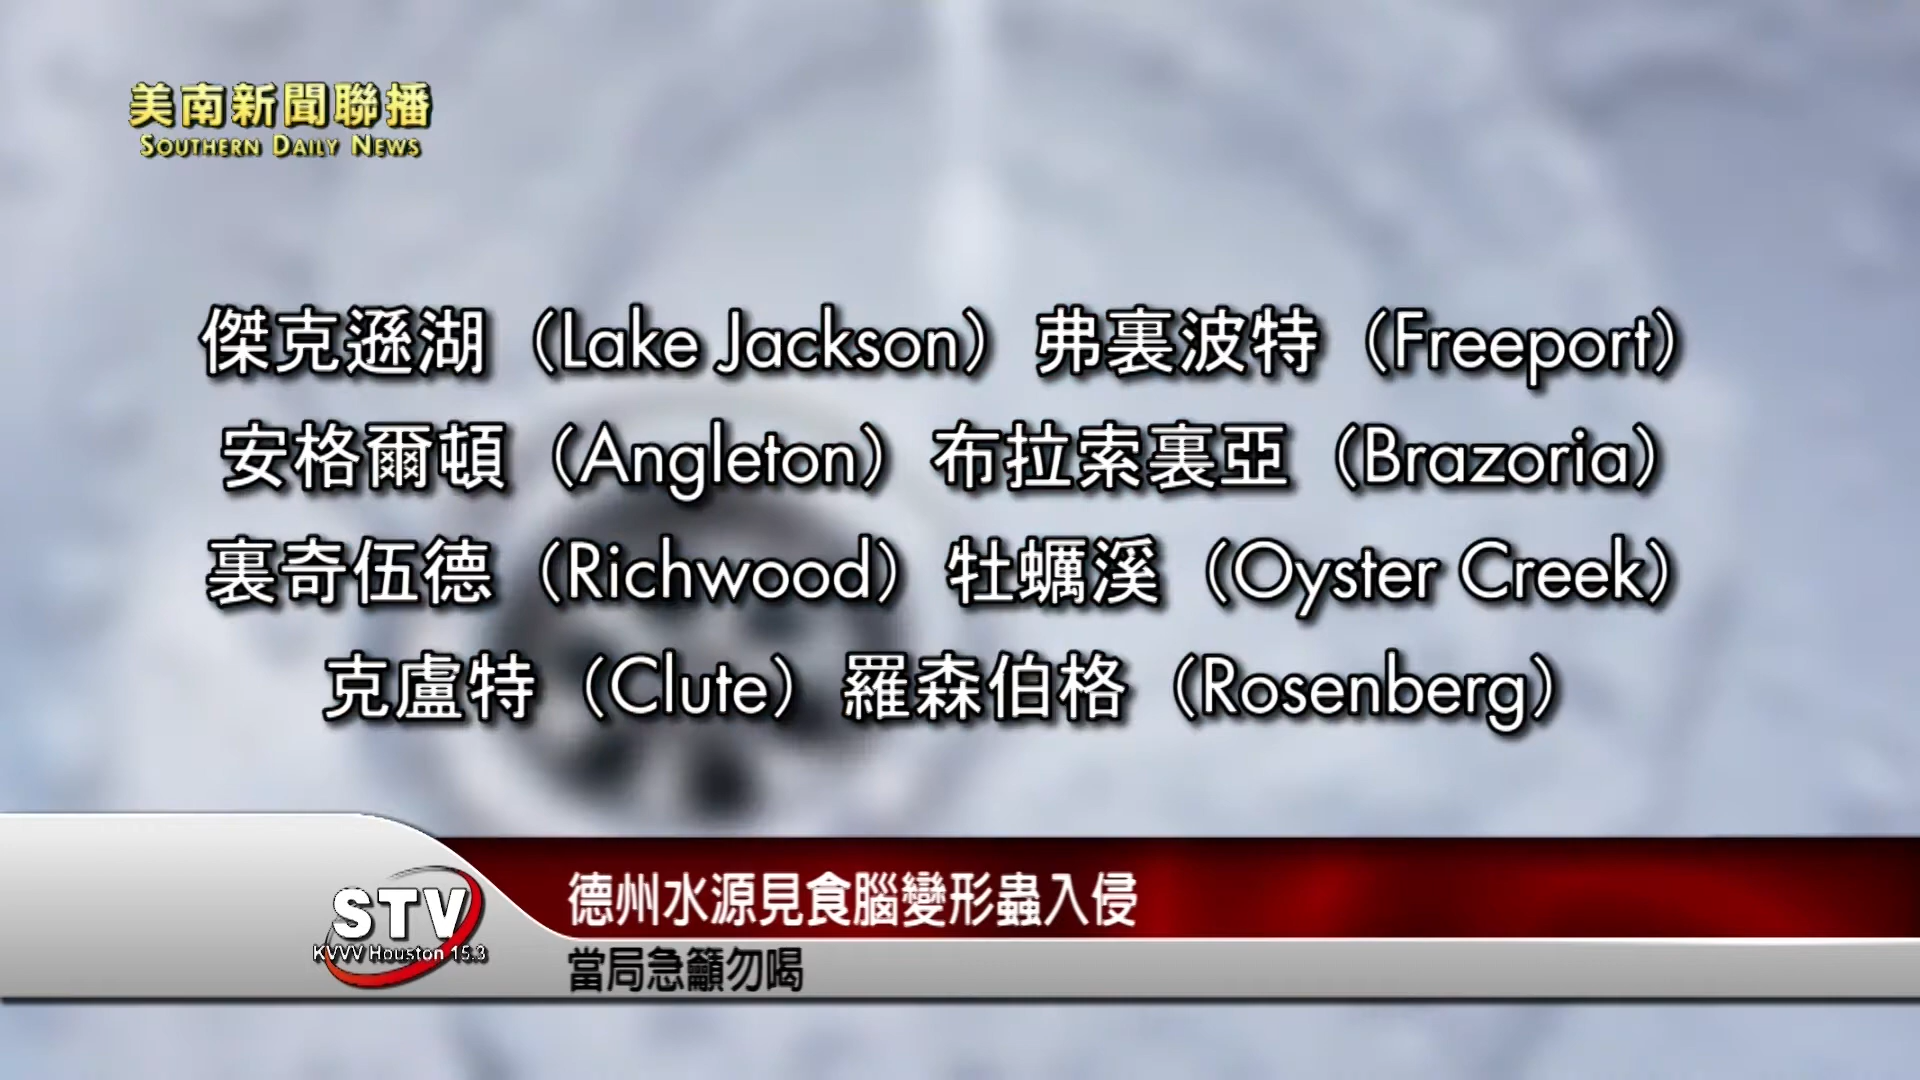 美南新聞聯播
SOUTHERN DAILY NEWS
傑克遜湖（Lake Jackson）弗裏波特（Freeport）
安格爾頓（Angleton）布拉索裏亞（Brazoria）
裏奇伍德（Richwood）牡蠣溪（Oyster Creek）
克盧特（Clute）羅森伯格（Rosenberg）
德州水源見食腦變形蟲入侵
STV
KVVV Houston 15.3
當局急籲勿喝